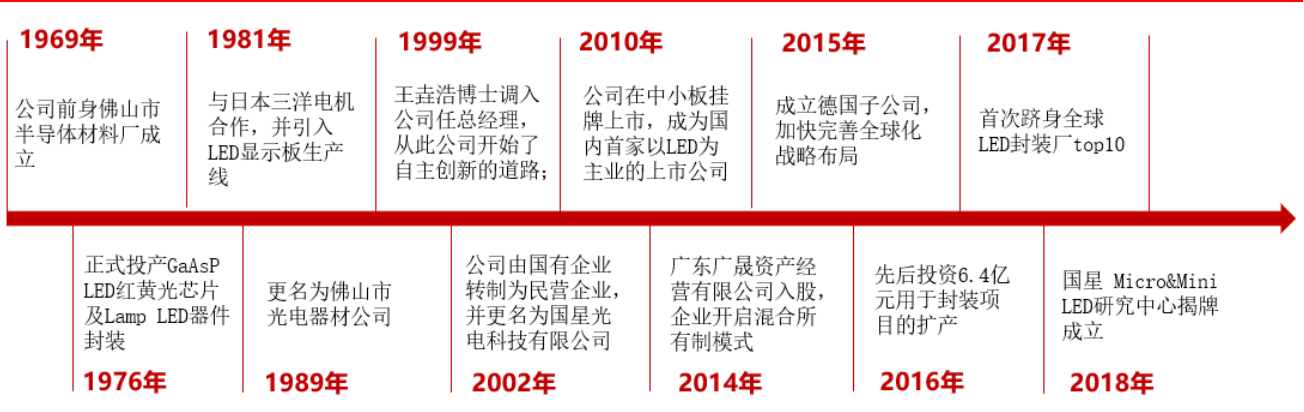 1969年
公司前身佛山市
半导体材料厂成
立
1981年
与日本三洋电机
合作，并引入
LED显示板生产
线
1999年
王垚浩博士调入
公司任总经理，
从此公司开始了
自主创新的道路；
2010年
公司在中小板挂
牌上市，成为国
内首家以LED为
主业的上市公司
2015年
成立德国子公司，
加快完善全球化
战略布局
2017年
首次跻身全球
LED封装厂top10
正式投产GaAsP
LED红黄光芯片
及Lamp LED器件
封装
1976年
更名为佛山市
光电器材公司
1989年
公司由国有企业
转制为民营企业，
并更名为国星光
电科技有限公司
2002年
广东广晟资产经
营有限公司入股，
企业开启混合所
有制模式
2014年
先后投资6.4亿
元用于封装项
目的扩产
2016年
国星 Micro&Mini
LED研究中心揭牌
成立
2018年